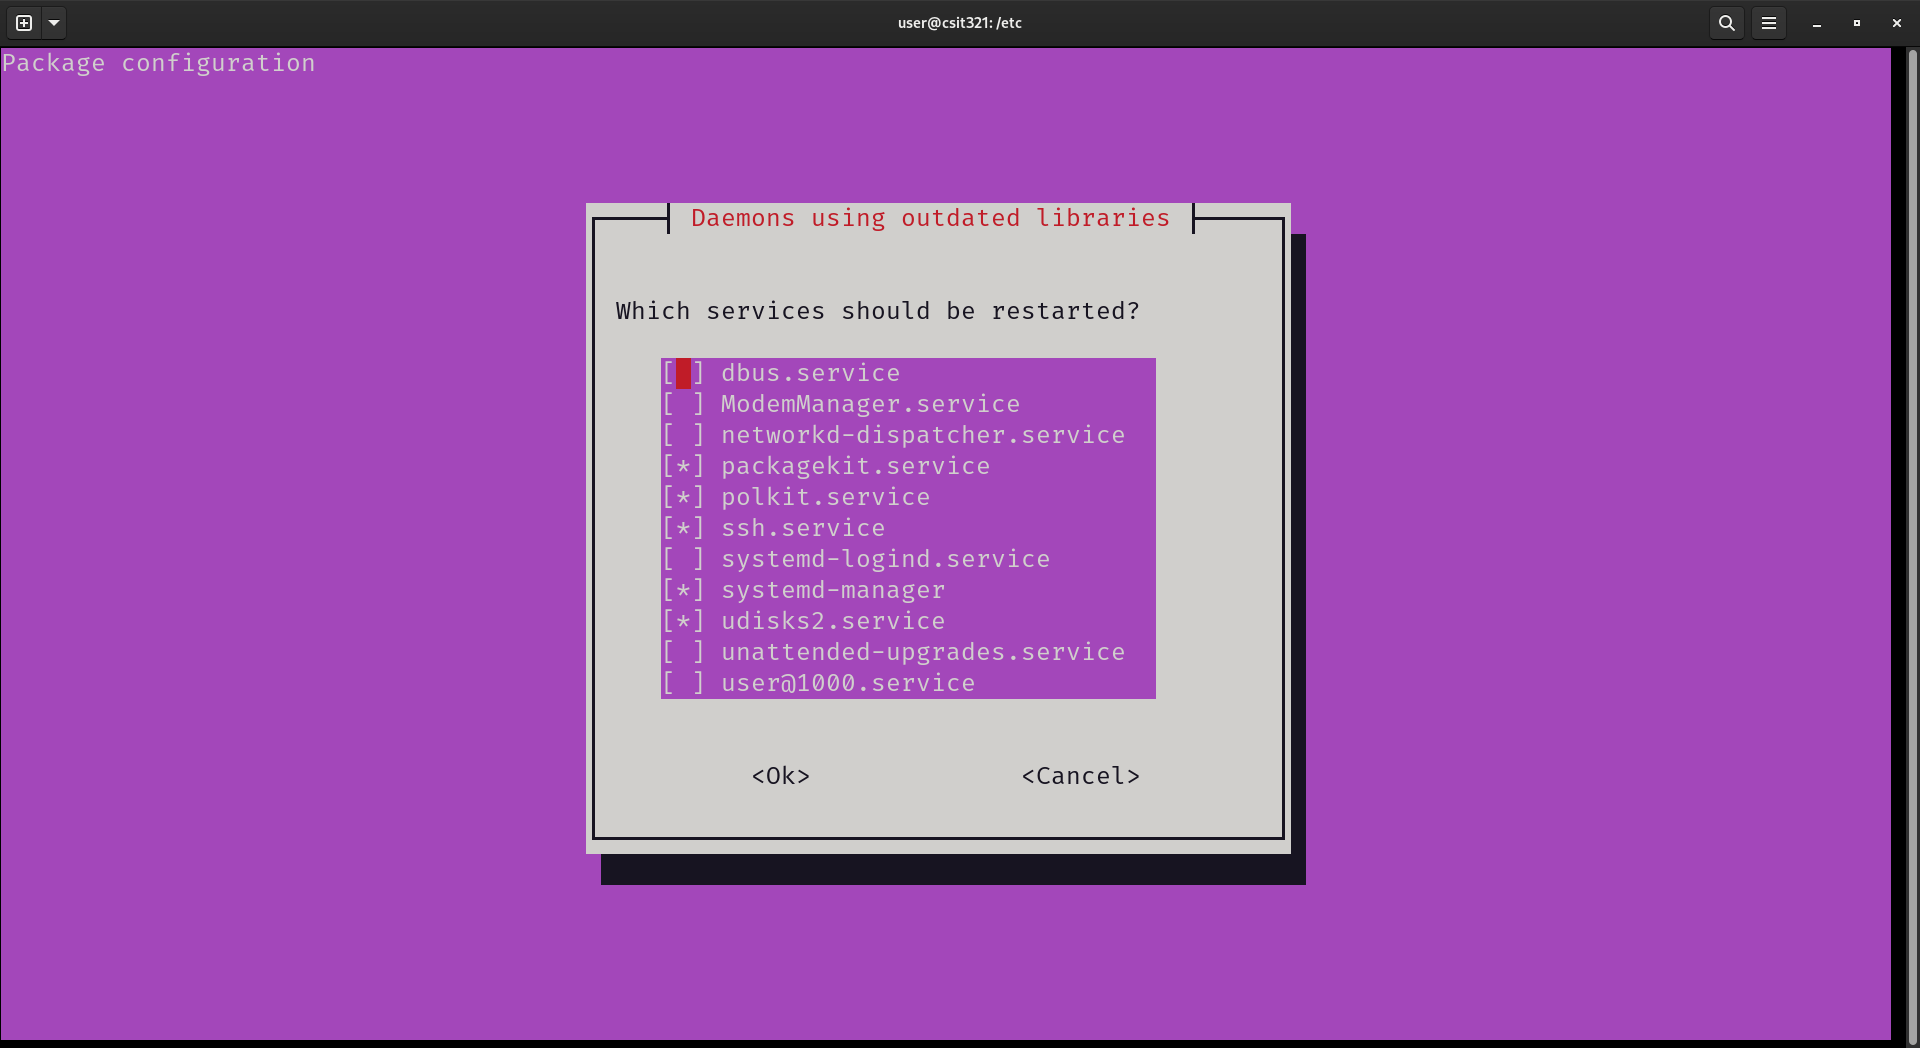 user@csit321: /etc
Package configuration
Daemons using outdated libraries
Which services should be restarted?
[ ] dbus.service
[ ] ModemManager.service
[ ] networkd-dispatcher.service
[*] packagekit.service
[*] polkit.service
[*] ssh.service
[ ] systemd-logind.service
[*] systemd-manager
[*] udisks2.service
[ ] unattended-upgrades.service
[ ] user@1000.service
<Ok> <Cancel>